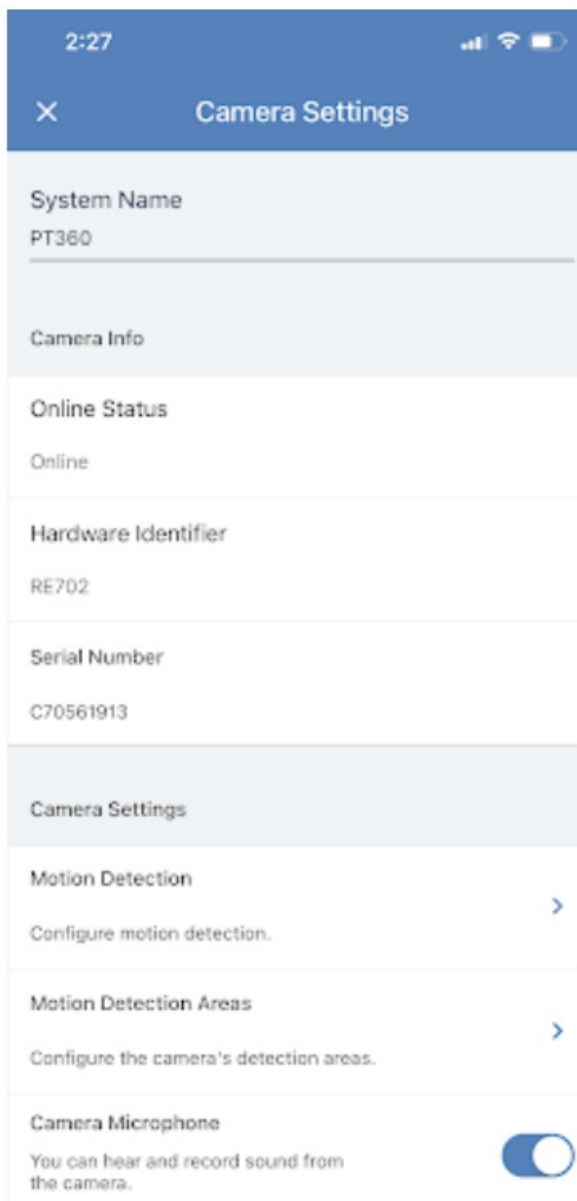 2:27
Camera Settings
System Name
PT360
Camera Info
Online Status
Online
Hardware Identifier
RE702
Serial Number
C70561913
Camera Settings
Motion Detection
Configure motion detection.
Motion Detection Areas
Configure the camera's detection areas.
Camera Microphone
You can hear and record sound from
the camera.